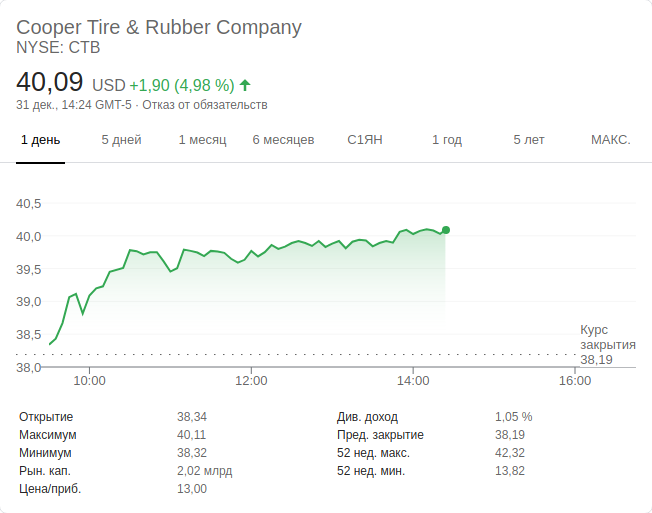 Cooper Tire & Rubber Company
NYSE: CTB
40,09 USD +1,90 (4,98 %)
31 дек., 14:24 GMT-5 · Отказ от обязательств
1 день 5 дней 1 месяц 6 месяцев С1ЯН 1 год 5 лет МАКС.
40,5
40,0
39,5
39,0
38,5
38,0
Курс
закрытия
38,19
10:00 12:00 14:00 16:00
Открытие 38,34 Див. доход 1,05 %
Максимум 40,11 Пред. закрытие 38,19
Минимум 38,32 52 нед. макс. 42,32
Рын. кап. 2,02 млрд 52 нед. мин. 13,82
Цена/приб. 13,00